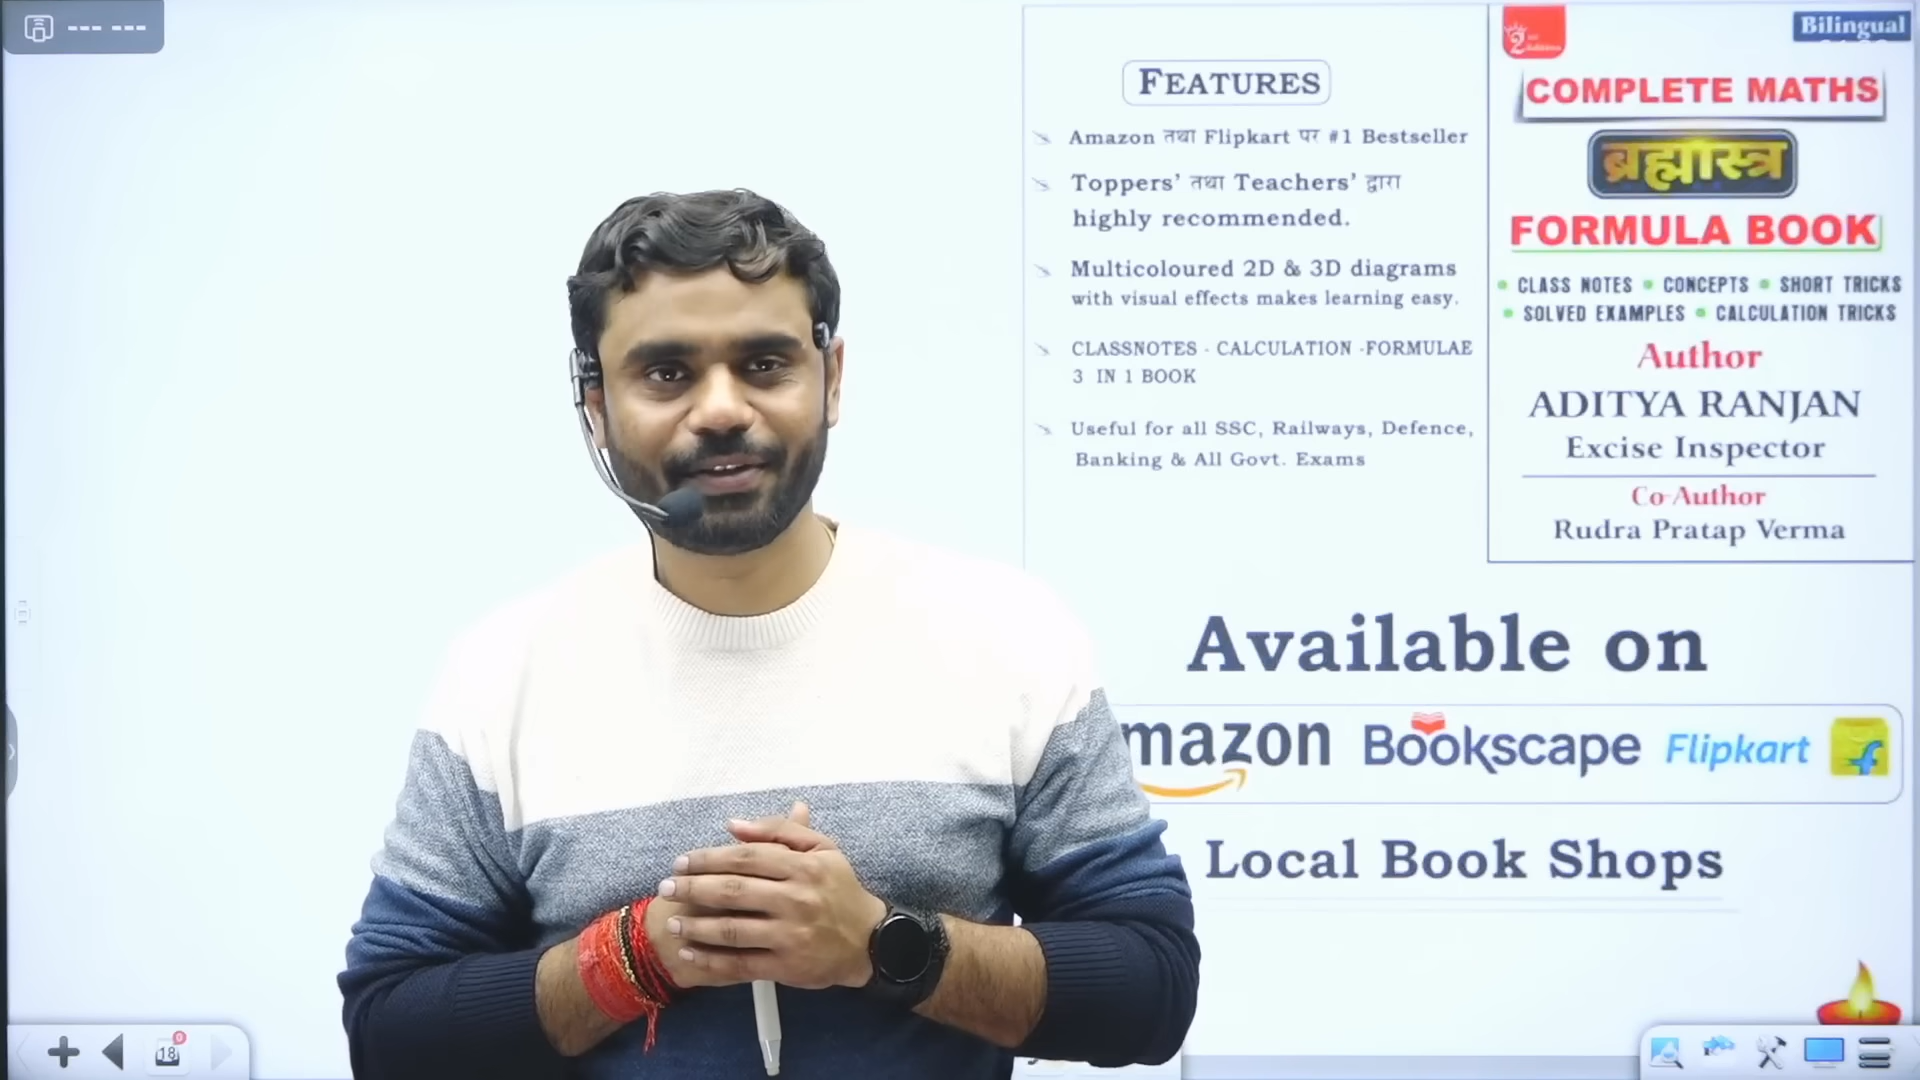 FEATURES
Amazon तथा Flipkart पर #1 Bestseller
Toppers’ तथा Teachers’ द्वारा
highly recommended.
Multicoloured 2D & 3D diagrams
with visual effects makes learning easy.
CLASSNOTES - CALCULATION -FORMULAE
3 IN 1 BOOK
Useful for all SSC, Railways, Defence,
Banking & All Govt. Exams
Bilingual
COMPLETE MATHS
ब्रह्मास्त्र
FORMULA BOOK
• CLASS NOTES • CONCEPTS • SHORT TRICKS
• SOLVED EXAMPLES • CALCULATION TRICKS
Author
ADITYA RANJAN
Excise Inspector
Co-Author
Rudra Pratap Verma
Available on
mazon Bookscape Flipkart
Local Book Shops
18
0